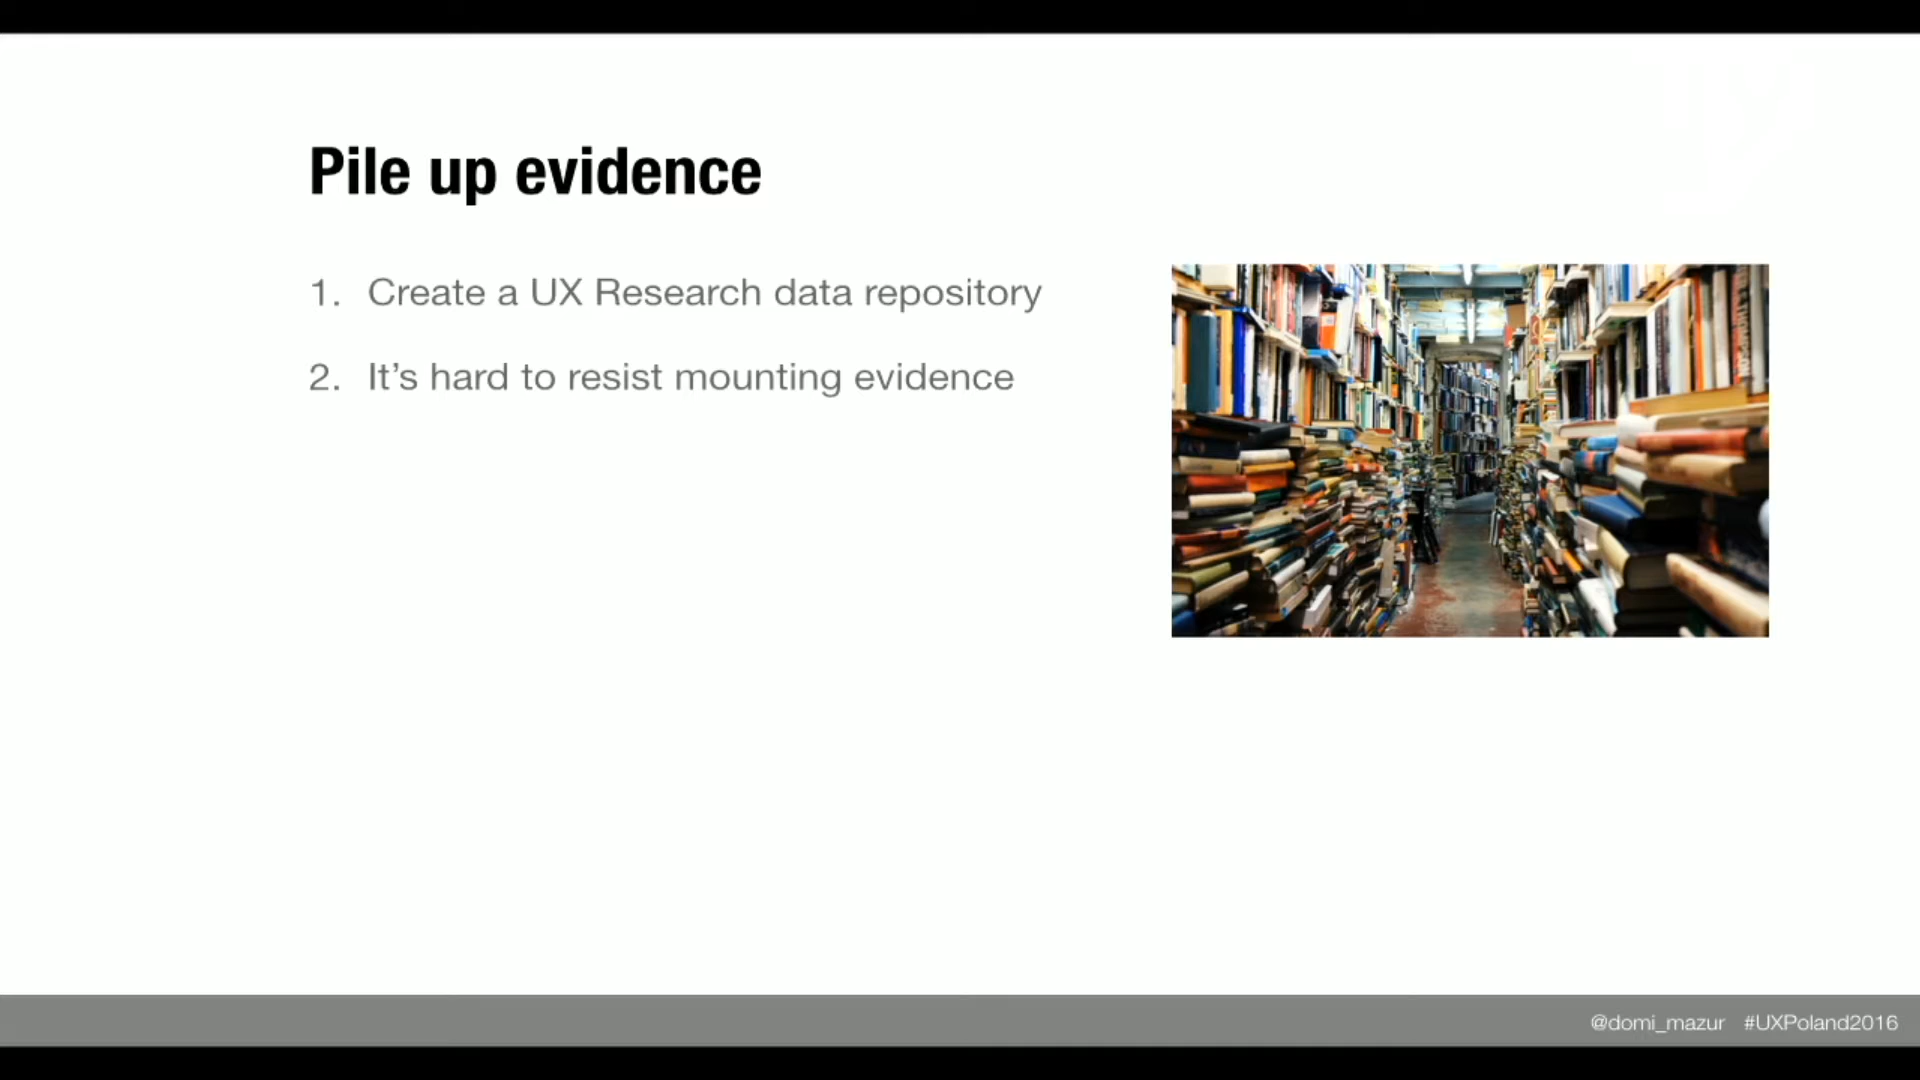 Pile up evidence
1. Create a UX Research data repository
2. It’s hard to resist mounting evidence
@domi_mazur #UXPoland2016